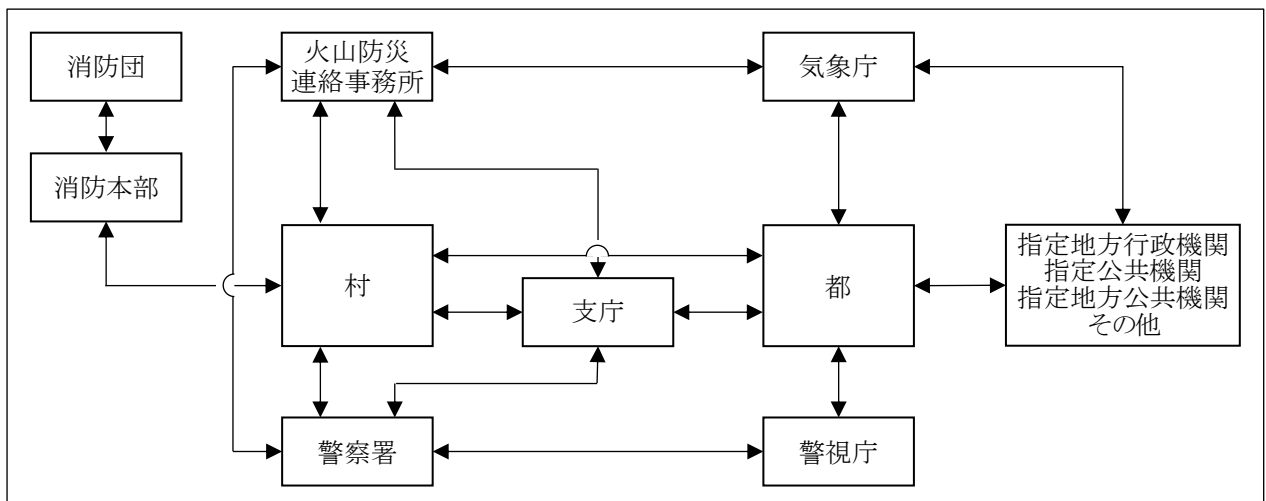 消防団
火山防災
連絡事務所
気象庁
消防本部
村
支庁
都
指定地方行政機関
指定公共機関
指定地方公共機関
その他
警察署
警視庁